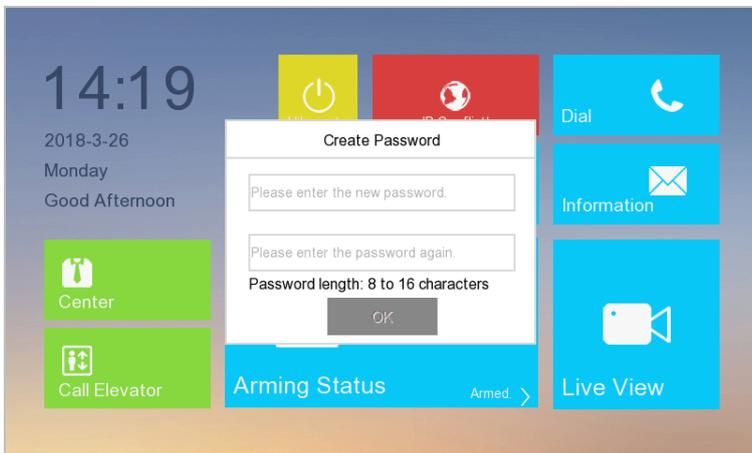 14:19
2018-3-26
Monday
Good Afternoon
Dial
Create Password
Please enter the new password.
Please enter the password again.
Password length: 8 to 16 characters
OK
Information
Center
Call Elevator
Arming Status
Armed.
Live View